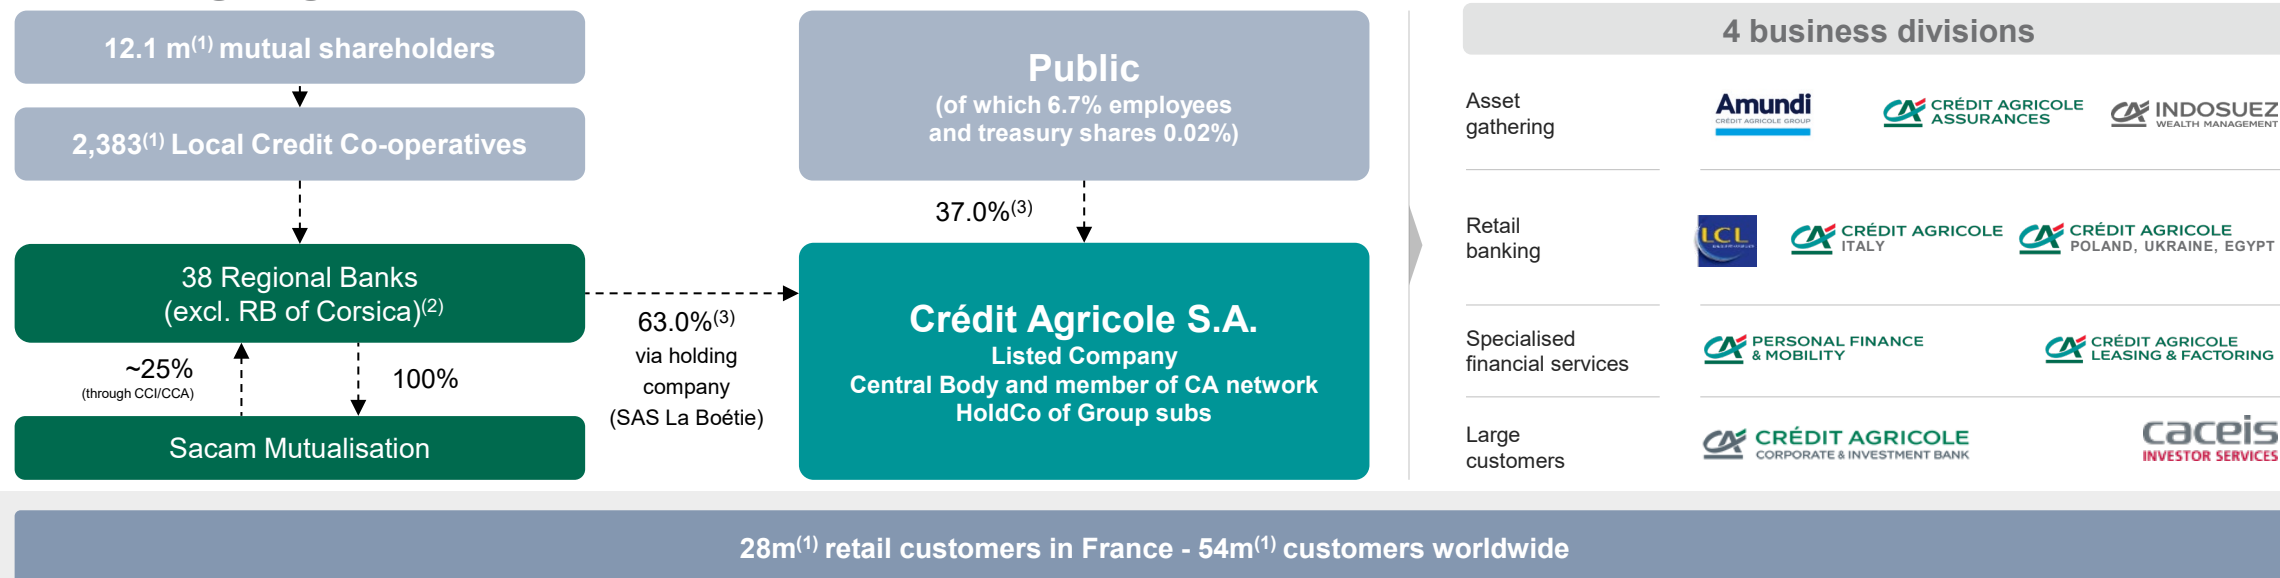 12.1 m(1) mutual shareholders
2,383(1) Local Credit Co-operatives
38 Regional Banks
(excl. RB of Corsica)(2)
~25%
(through CCI/CCA)
100%
Sacam Mutualisation
63.0%(3)
via holding
company
(SAS La Boétie)
Public
(of which 6.7% employees
and treasury shares 0.02%)
37.0%(3)
Crédit Agricole S.A.
Listed Company
Central Body and member of CA network
HoldCo of Group subs
4 business divisions
Asset
gathering
Amundi
CRÉDIT AGRICOLE GROUP
CRÉDIT AGRICOLE
ASSURANCES
INDOSUEZ
WEALTH MANAGEMENT
Retail
banking
LCL
CRÉDIT AGRICOLE
ITALY
CRÉDIT AGRICOLE
POLAND, UKRAINE, EGYPT
Specialised
financial services
PERSONAL FINANCE
& MOBILITY
CRÉDIT AGRICOLE
LEASING & FACTORING
Large
customers
CRÉDIT AGRICOLE
CORPORATE & INVESTMENT BANK
caceis
INVESTOR SERVICES
28m(1) retail customers in France - 54m(1) customers worldwide